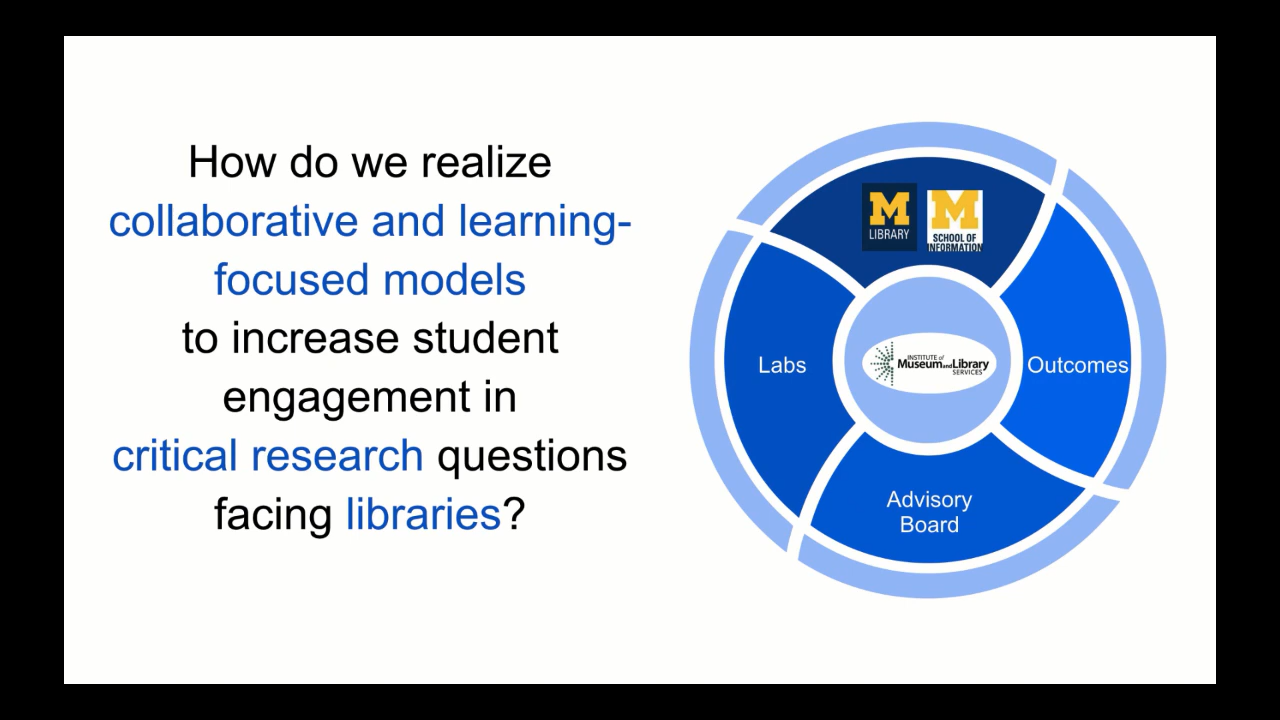 How do we realize
collaborative and learning-
focused models
to increase student
engagement in
critical research questions
facing libraries?
M
LIBRARY
M
SCHOOL OF
INFORMATION
Labs
INSTITUTE of
Museum and Library
SERVICES
Outcomes
Advisory
Board